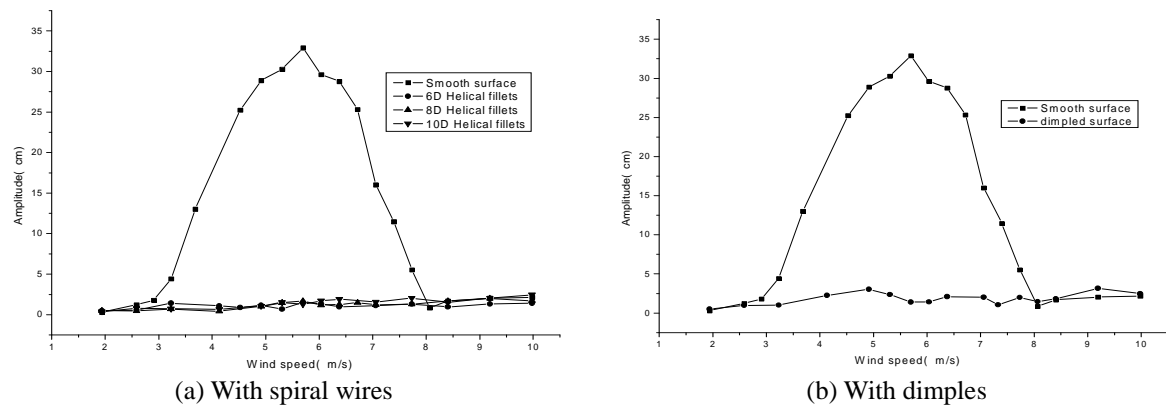 35
30
25
20
15
10
5
0
Amplitude( cm)
Smooth surface
6D Helical fillets
8D Helical fillets
10D Helical fillets
1 2 3 4 5 6 7 8 9 10
Wind speed( m/s)
(a) With spiral wires
35
30
25
20
15
10
5
0
Amplitude( cm)
Smooth surface
dimpled surface
1 2 3 4 5 6 7 8 9 10
Wind speed( m/s)
(b) With dimples